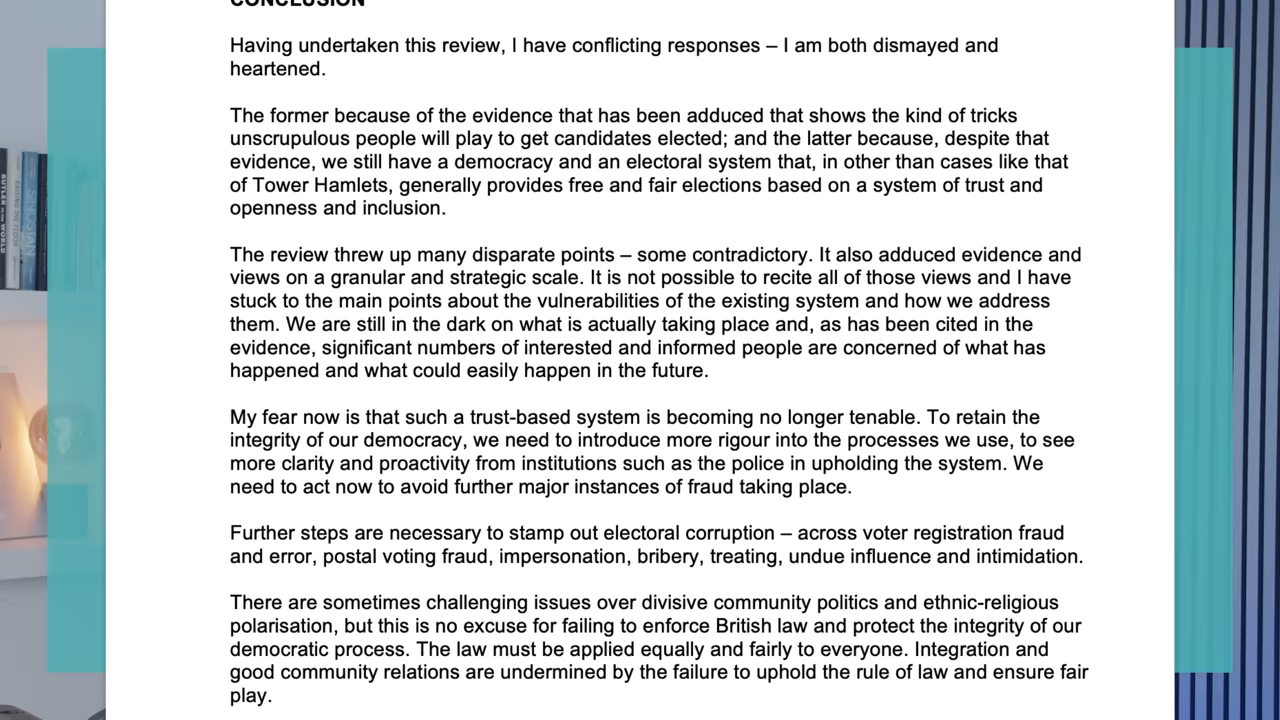 CONCLUSION
Having undertaken this review, I have conflicting responses – I am both dismayed and
heartened.
The former because of the evidence that has been adduced that shows the kind of tricks
unscrupulous people will play to get candidates elected; and the latter because, despite that
evidence, we still have a democracy and an electoral system that, in other than cases like that
of Tower Hamlets, generally provides free and fair elections based on a system of trust and
openness and inclusion.
The review threw up many disparate points – some contradictory. It also adduced evidence and
views on a granular and strategic scale. It is not possible to recite all of those views and I have
stuck to the main points about the vulnerabilities of the existing system and how we address
them. We are still in the dark on what is actually taking place and, as has been cited in the
evidence, significant numbers of interested and informed people are concerned of what has
happened and what could easily happen in the future.
My fear now is that such a trust-based system is becoming no longer tenable. To retain the
integrity of our democracy, we need to introduce more rigour into the processes we use, to see
more clarity and proactivity from institutions such as the police in upholding the system. We
need to act now to avoid further major instances of fraud taking place.
Further steps are necessary to stamp out electoral corruption – across voter registration fraud
and error, postal voting fraud, impersonation, bribery, treating, undue influence and intimidation.
There are sometimes challenging issues over divisive community politics and ethnic-religious
polarisation, but this is no excuse for failing to enforce British law and protect the integrity of our
democratic process. The law must be applied equally and fairly to everyone. Integration and
good community relations are undermined by the failure to uphold the rule of law and ensure fair
play.